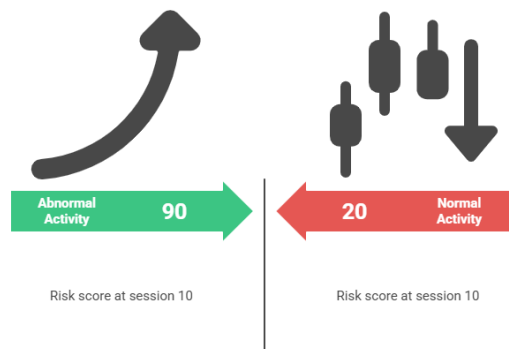 Abnormal
Activity
90
20
Normal
Activity
Risk score at session 10
Risk score at session 10